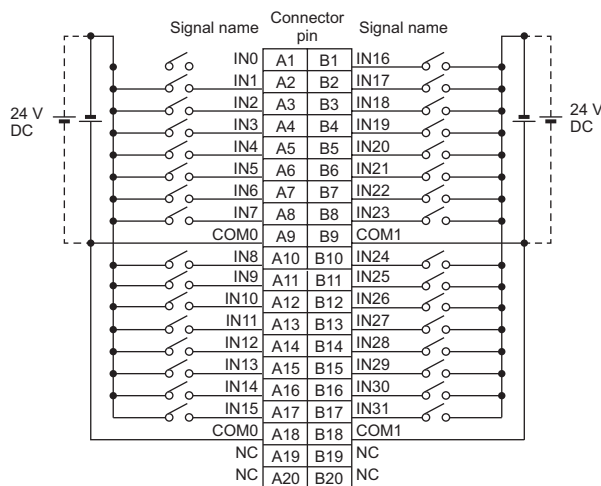 Signal name Connector pin Signal name
IN0 A1 B1 IN16
IN1 A2 B2 IN17
IN2 A3 B3 IN18
24 V DC IN3 A4 B4 IN19 24 V DC
IN4 A5 B5 IN20
IN5 A6 B6 IN21
IN6 A7 B7 IN22
IN7 A8 B8 IN23
COM0 A9 B9 COM1
IN8 A10 B10 IN24
IN9 A11 B11 IN25
IN10 A12 B12 IN26
IN11 A13 B13 IN27
IN12 A14 B14 IN28
IN13 A15 B15 IN29
IN14 A16 B16 IN30
IN15 A17 B17 IN31
COM0 A18 B18 COM1
NC A19 B19 NC
NC A20 B20 NC